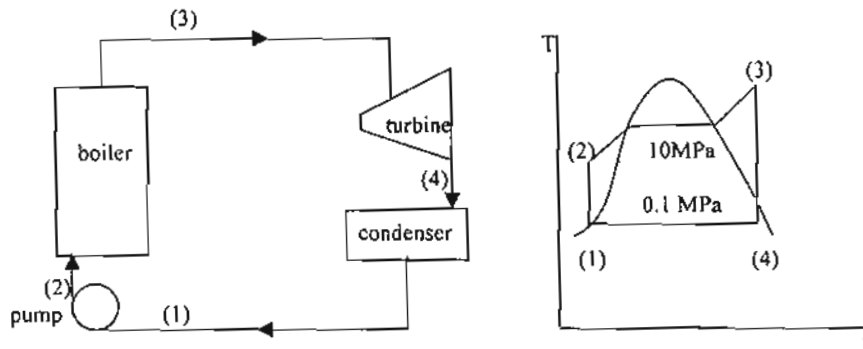 (3)
boiler
turbine
(4)
condenser
(2)
pump
(1)
T
(3)
(2)
10MPa
0.1 MPa
(1)
(4)